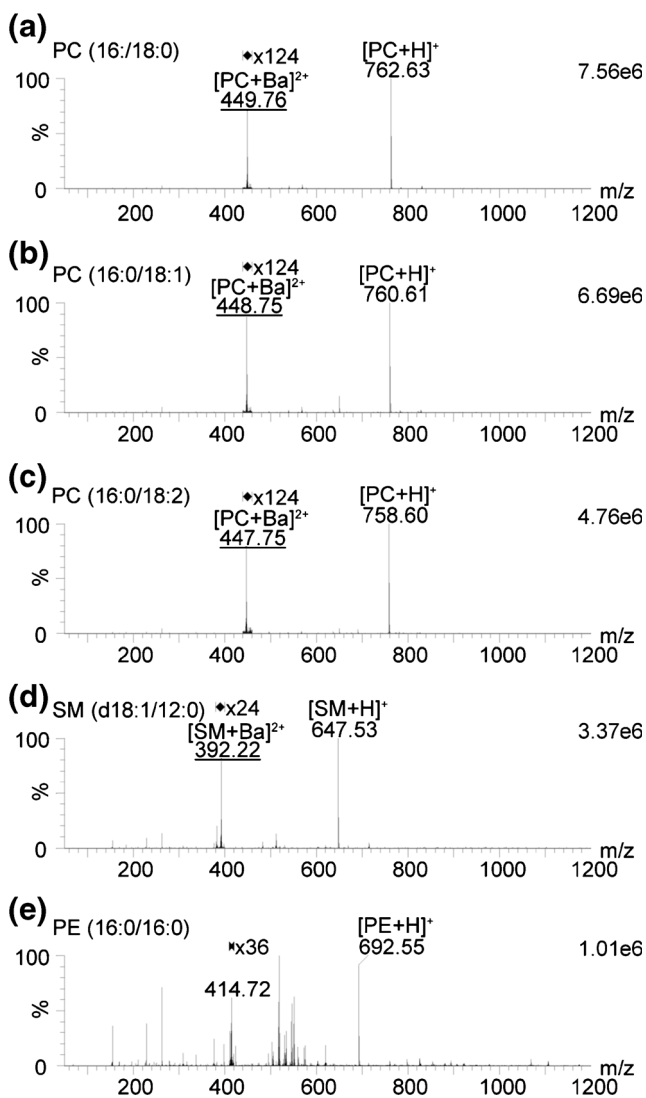 (a)
PC (16:/18:0)
◆x124
[PC+H]⁺
[PC+Ba]²⁺
762.63
7.56e6
449.76
100
%
0
m/z
200 400 600 800 1000 1200
(b)
PC (16:0/18:1)
◆x124
[PC+Ba]²⁺
[PC+H]⁺
448.75
760.61
6.69e6
100
%
0
m/z
200 400 600 800 1000 1200
(c)
PC (16:0/18:2)
◆x124
[PC+H]⁺
[PC+Ba]²⁺
758.60
4.76e6
447.75
100
%
0
m/z
200 400 600 800 1000 1200
(d)
SM (d18:1/12:0)
◆x24
[SM+H]⁺
[SM+Ba]²⁺
647.53
3.37e6
392.22
100
%
0
m/z
200 400 600 800 1000 1200
(e)
PE (16:0/16:0)
x36
[PE+H]⁺
692.55
1.01e6
100
414.72
%
0
m/z
200 400 600 800 1000 1200